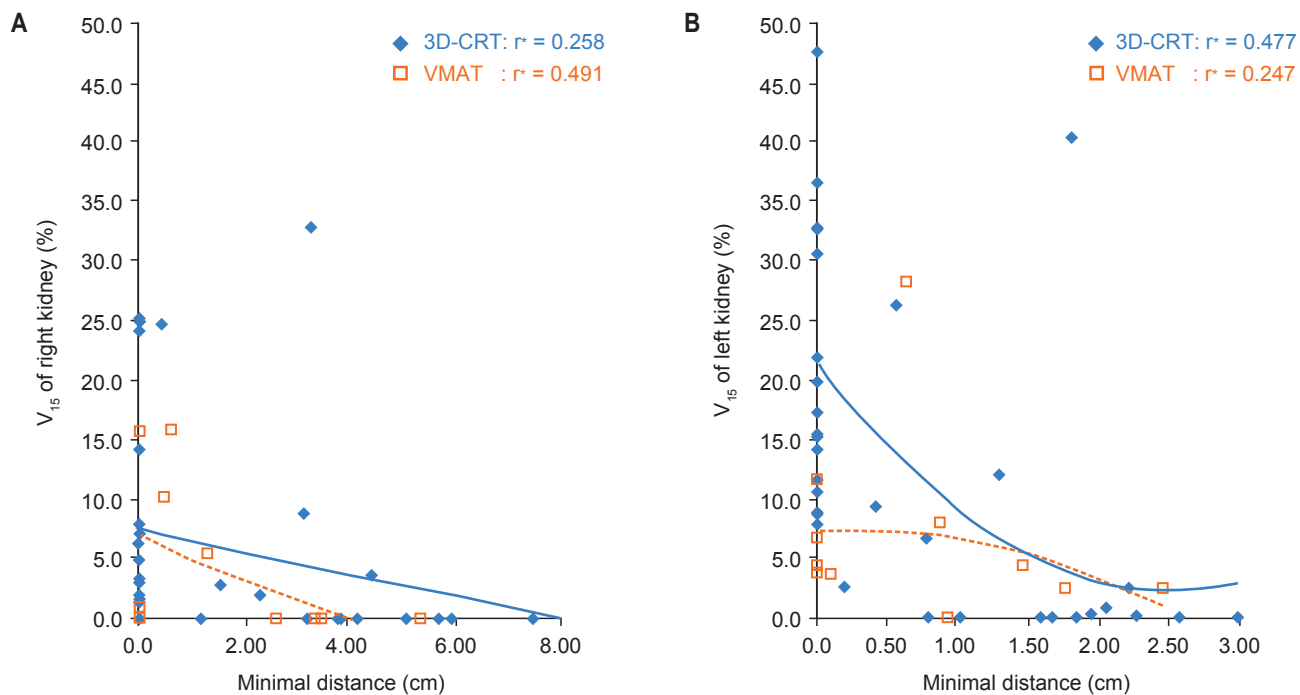 A
3D-CRT: r* = 0.258
VMAT : r* = 0.491
V15 of right kidney (%)
50.0
45.0
40.0
35.0
30.0
25.0
20.0
15.0
10.0
5.0
0.0
0.0 2.00 4.00 6.00 8.00
Minimal distance (cm)
B
3D-CRT: r* = 0.477
VMAT : r* = 0.247
V15 of left kidney (%)
50.0
45.0
40.0
35.0
30.0
25.0
20.0
15.0
10.0
5.0
0.0
0.0 0.50 1.00 1.50 2.00 2.50 3.00
Minimal distance (cm)